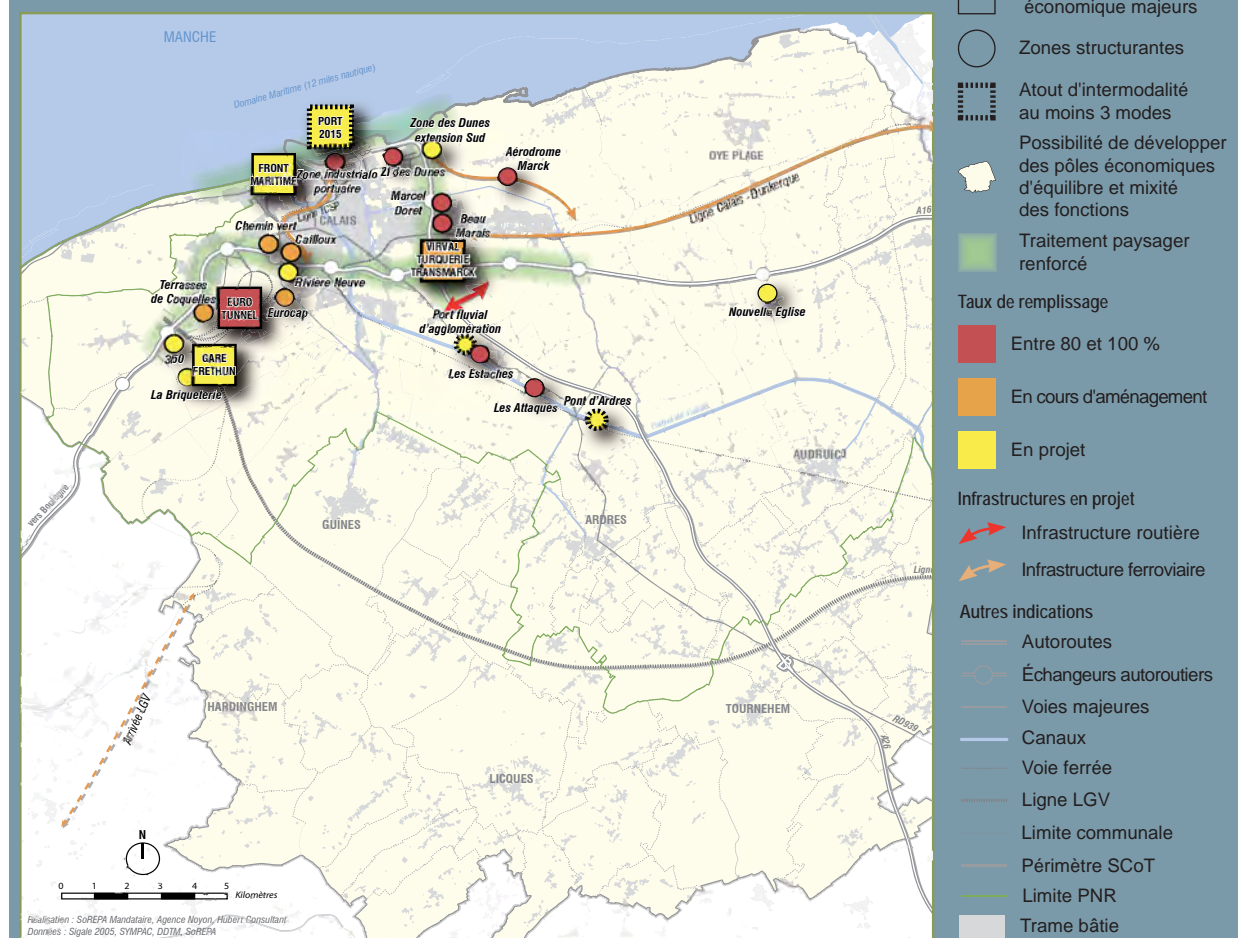 MANCHE
Domaine Maritime (12 miles nautique)
PORT
2015
Zone des Dunes
extension Sud
Aérodrome
Marck
OYE PLAGE
FRONT
MARITIME
Zone industrialo
portuaire
ZI des Dunes
Marcel
Doret
Beau
Marais
Ligne Calais - Dunkerque
A16
CALAIS
Ligne TCSP
Chemin vert
Cailloux
VIRVAL
TURQUERIE
TRANSMARCK
Rivière Neuve
Terrasses
de Coquelles
EURO
TUNNEL
Eurocap
Port fluvial
d'agglomération
Nouvelle Eglise
350
GARE
FRETHUN
La Briqueterie
Les Estaches
Les Attaques
Pont d'Ardres
vers Boulogne
GUÎNES
ARDRES
AUDRUICQ
Ligne
Arrivée LGV
HARDINGHEM
TOURNEHEM
RD939
A26
LICQUES
N
0 1 2 3 4 5
Kilomètres
Réalisation : SoREPA Mandataire, Agence Noyon, Hubert Consultant
Données : Sigale 2005, SYMPAC, DDTM, SoREPA
économique majeurs
Zones structurantes
Atout d'intermodalité
au moins 3 modes
Possibilité de développer
des pôles économiques
d'équilibre et mixité
des fonctions
Traitement paysager
renforcé
Taux de remplissage
Entre 80 et 100 %
En cours d'aménagement
En projet
Infrastructures en projet
Infrastructure routière
Infrastructure ferroviaire
Autres indications
Autoroutes
Échangeurs autoroutiers
Voies majeures
Canaux
Voie ferrée
Ligne LGV
Limite communale
Périmètre SCoT
Limite PNR
Trame bâtie